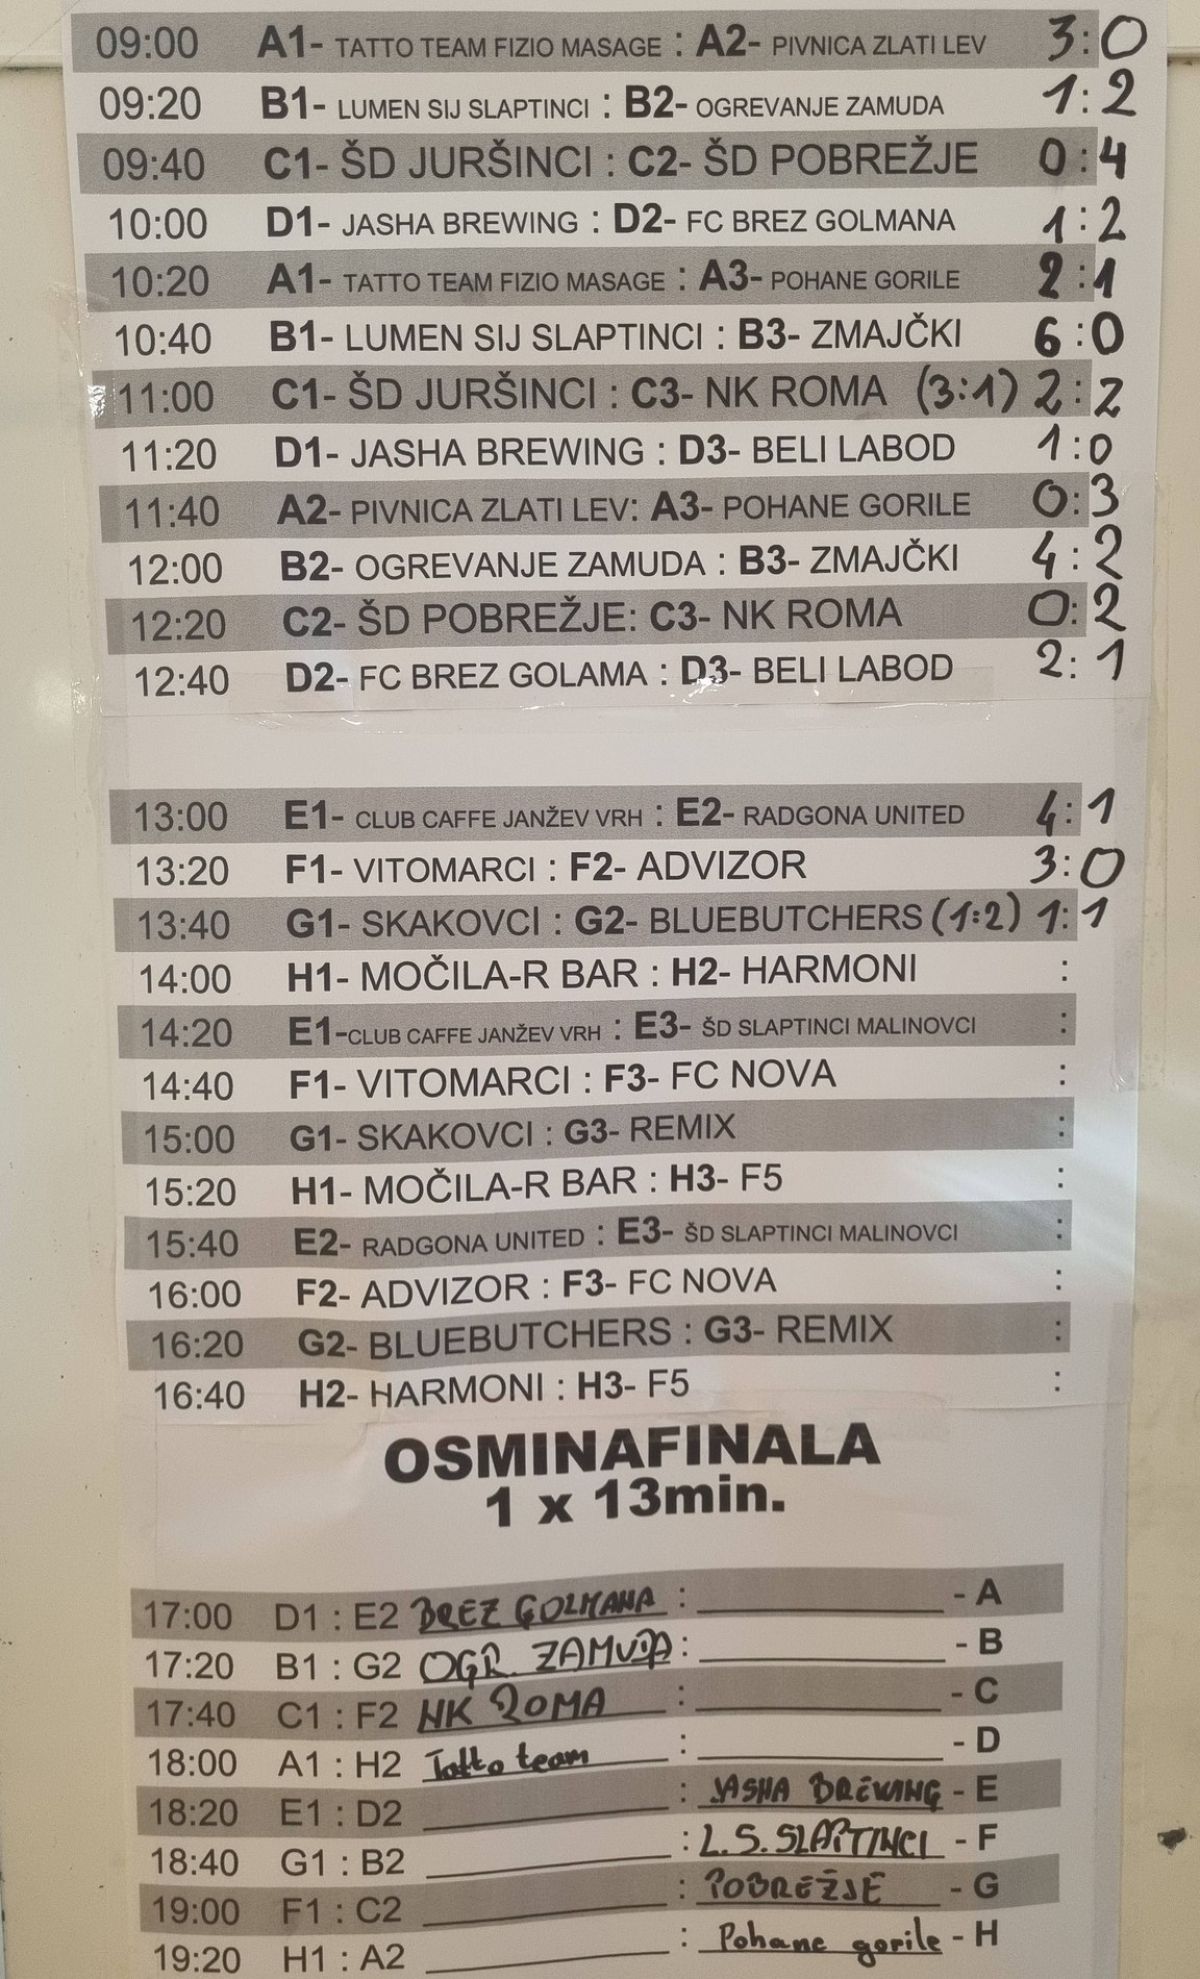 09:00 A1- TATTO TEAM FIZIO MASAGE : A2- PIVNICA ZLATI LEV 3:0
09:20 B1- LUMEN SIJ SLAPTINCI : B2- OGREVANJE ZAMUDA 1:2
09:40 C1- ŠD JURŠINCI : C2- ŠD POBREŽJE 0:4
10:00 D1- JASHA BREWING : D2- FC BREZ GOLMANA 1:2
10:20 A1- TATTO TEAM FIZIO MASAGE : A3- POHANE GORILE 2:1
10:40 B1- LUMEN SIJ SLAPTINCI : B3- ZMAJČKI 6:0
11:00 C1- ŠD JURŠINCI : C3- NK ROMA (3:1) 2:2
11:20 D1- JASHA BREWING : D3- BELI LABOD 1:0
11:40 A2- PIVNICA ZLATI LEV: A3- POHANE GORILE 0:3
12:00 B2- OGREVANJE ZAMUDA : B3- ZMAJČKI 4:2
12:20 C2- ŠD POBREŽJE: C3- NK ROMA 0:2
12:40 D2- FC BREZ GOLAMA : D3- BELI LABOD 2:1
13:00 E1- CLUB CAFFE JANŽEV VRH : E2- RADGONA UNITED 4:1
13:20 F1- VITOMARCI : F2- ADVIZOR 3:0
13:40 G1- SKAKOVCI : G2- BLUEBUTCHERS (1:2) 1:1
14:00 H1- MOČILA-R BAR : H2- HARMONI :
14:20 E1-CLUB CAFFE JANŽEV VRH : E3- ŠD SLAPTINCI MALINOVCI :
14:40 F1- VITOMARCI : F3- FC NOVA :
15:00 G1- SKAKOVCI : G3- REMIX :
15:20 H1- MOČILA-R BAR : H3- F5 :
15:40 E2- RADGONA UNITED : E3- ŠD SLAPTINCI MALINOVCI :
16:00 F2- ADVIZOR : F3- FC NOVA :
16:20 G2- BLUEBUTCHERS : G3- REMIX :
16:40 H2- HARMONI : H3- F5 :
OSMINAFINALA
1 x 13min.
17:00 D1 : E2 BREZ GOLMANA : - A
17:20 B1 : G2 OGR. ZAMUDA : - B
17:40 C1 : F2 NK ROMA : - C
18:00 A1 : H2 Tatto team : - D
18:20 E1 : D2 : JASHA BREWING - E
18:40 G1 : B2 : L.S. SLAPTINCI - F
19:00 F1 : C2 : POBREŽJE - G
19:20 H1 : A2 : Pohane gorile - H